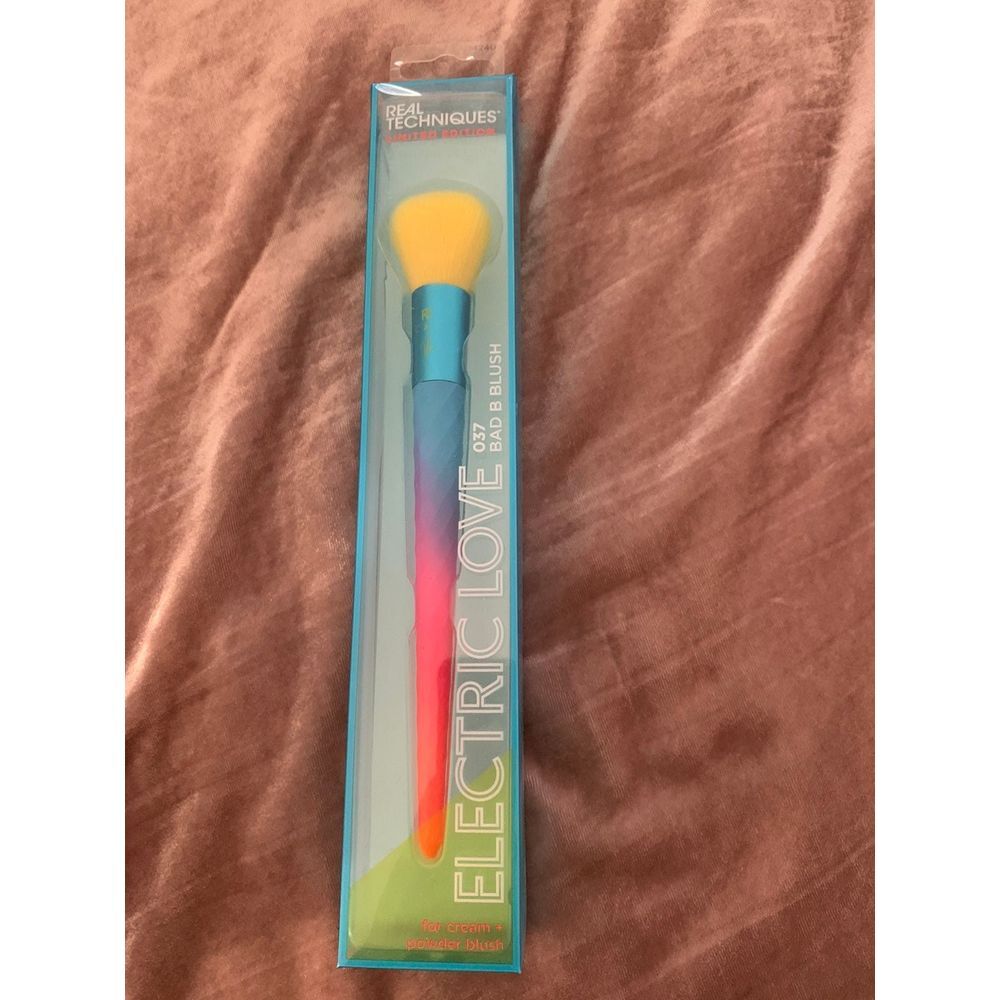 REAL
TECHNIQUES
LIMITED EDITION
ELECTRIC LOVE
037
BAD B BLUSH
for cream +
powder blush